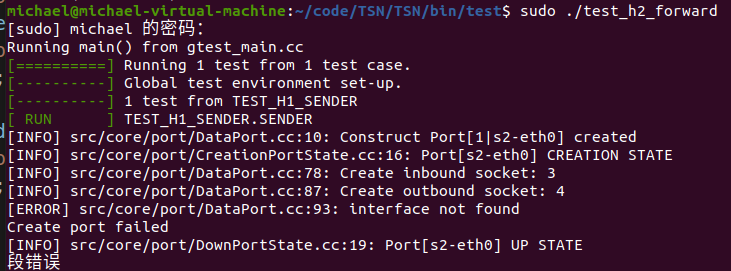 michael@michael-virtual-machine:~/code/TSN/TSN/bin/test$ sudo ./test_h2_forward
[sudo] michael 的密码：
Running main() from gtest_main.cc
[==========] Running 1 test from 1 test case.
[----------] Global test environment set-up.
[----------] 1 test from TEST_H1_SENDER
[ RUN      ] TEST_H1_SENDER.SENDER
[INFO] src/core/port/DataPort.cc:10: Construct Port[1|s2-eth0] created
[INFO] src/core/port/CreationPortState.cc:16: Port[s2-eth0] CREATION STATE
[INFO] src/core/port/DataPort.cc:78: Create inbound socket: 3
[INFO] src/core/port/DataPort.cc:87: Create outbound socket: 4
[ERROR] src/core/port/DataPort.cc:93: interface not found
Create port failed
[INFO] src/core/port/DownPortState.cc:19: Port[s2-eth0] UP STATE
段错误